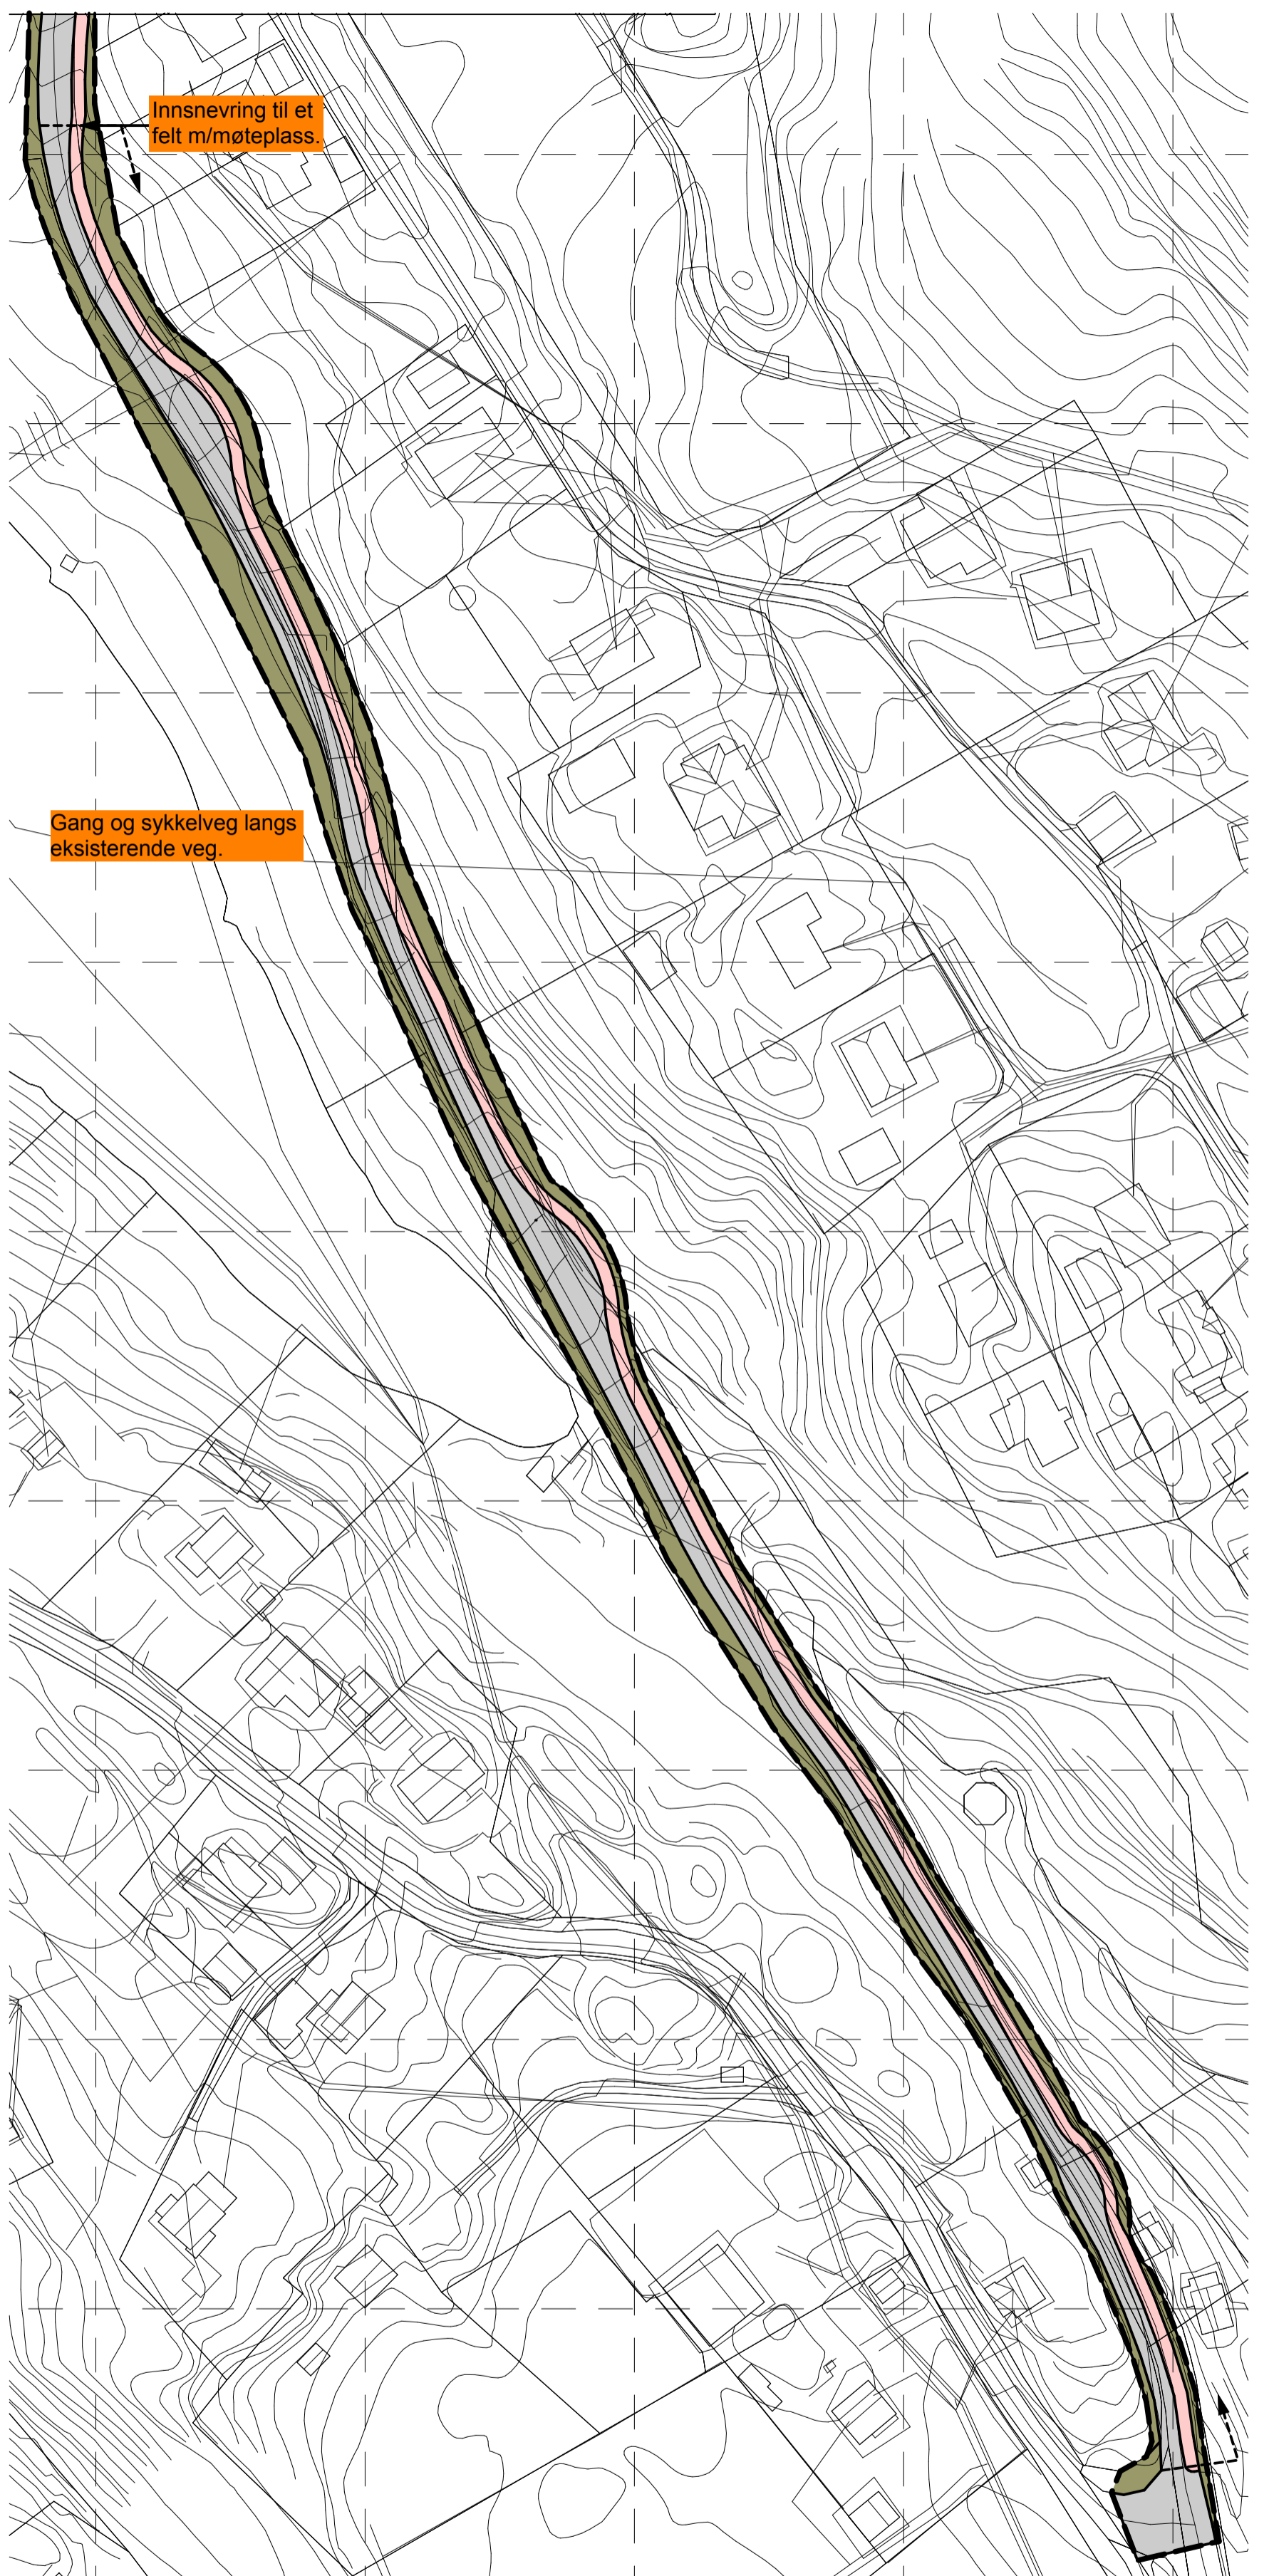 Innsnevring til et
felt m/møteplass.
Gang og sykkelveg langs
eksisterende veg.